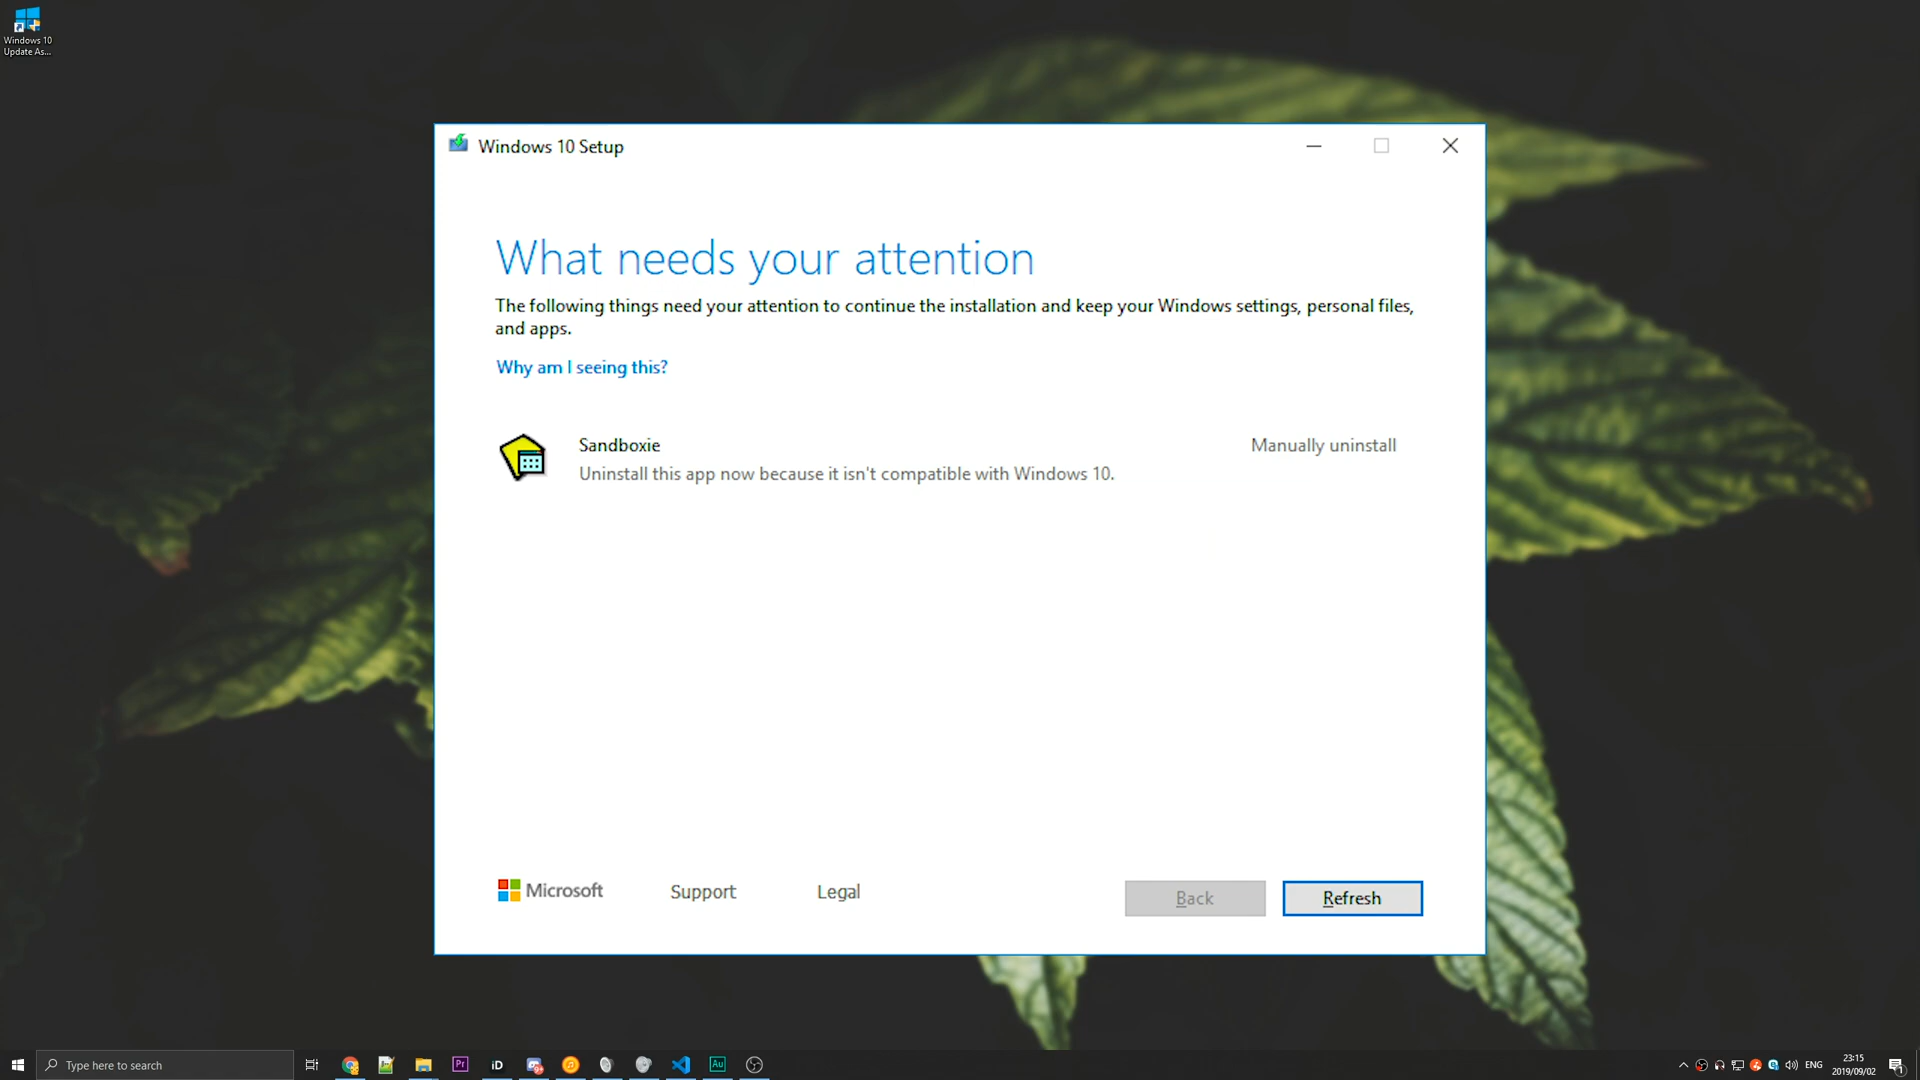 Windows 10
Update As...
Windows 10 Setup
What needs your attention
The following things need your attention to continue the installation and keep your Windows settings, personal files,
and apps.
Why am I seeing this?
Sandboxie
Manually uninstall
Uninstall this app now because it isn't compatible with Windows 10.
Microsoft
Support
Legal
Back
Refresh
Type here to search
Pr
iD
Au
ENG
23:15
2019/09/02